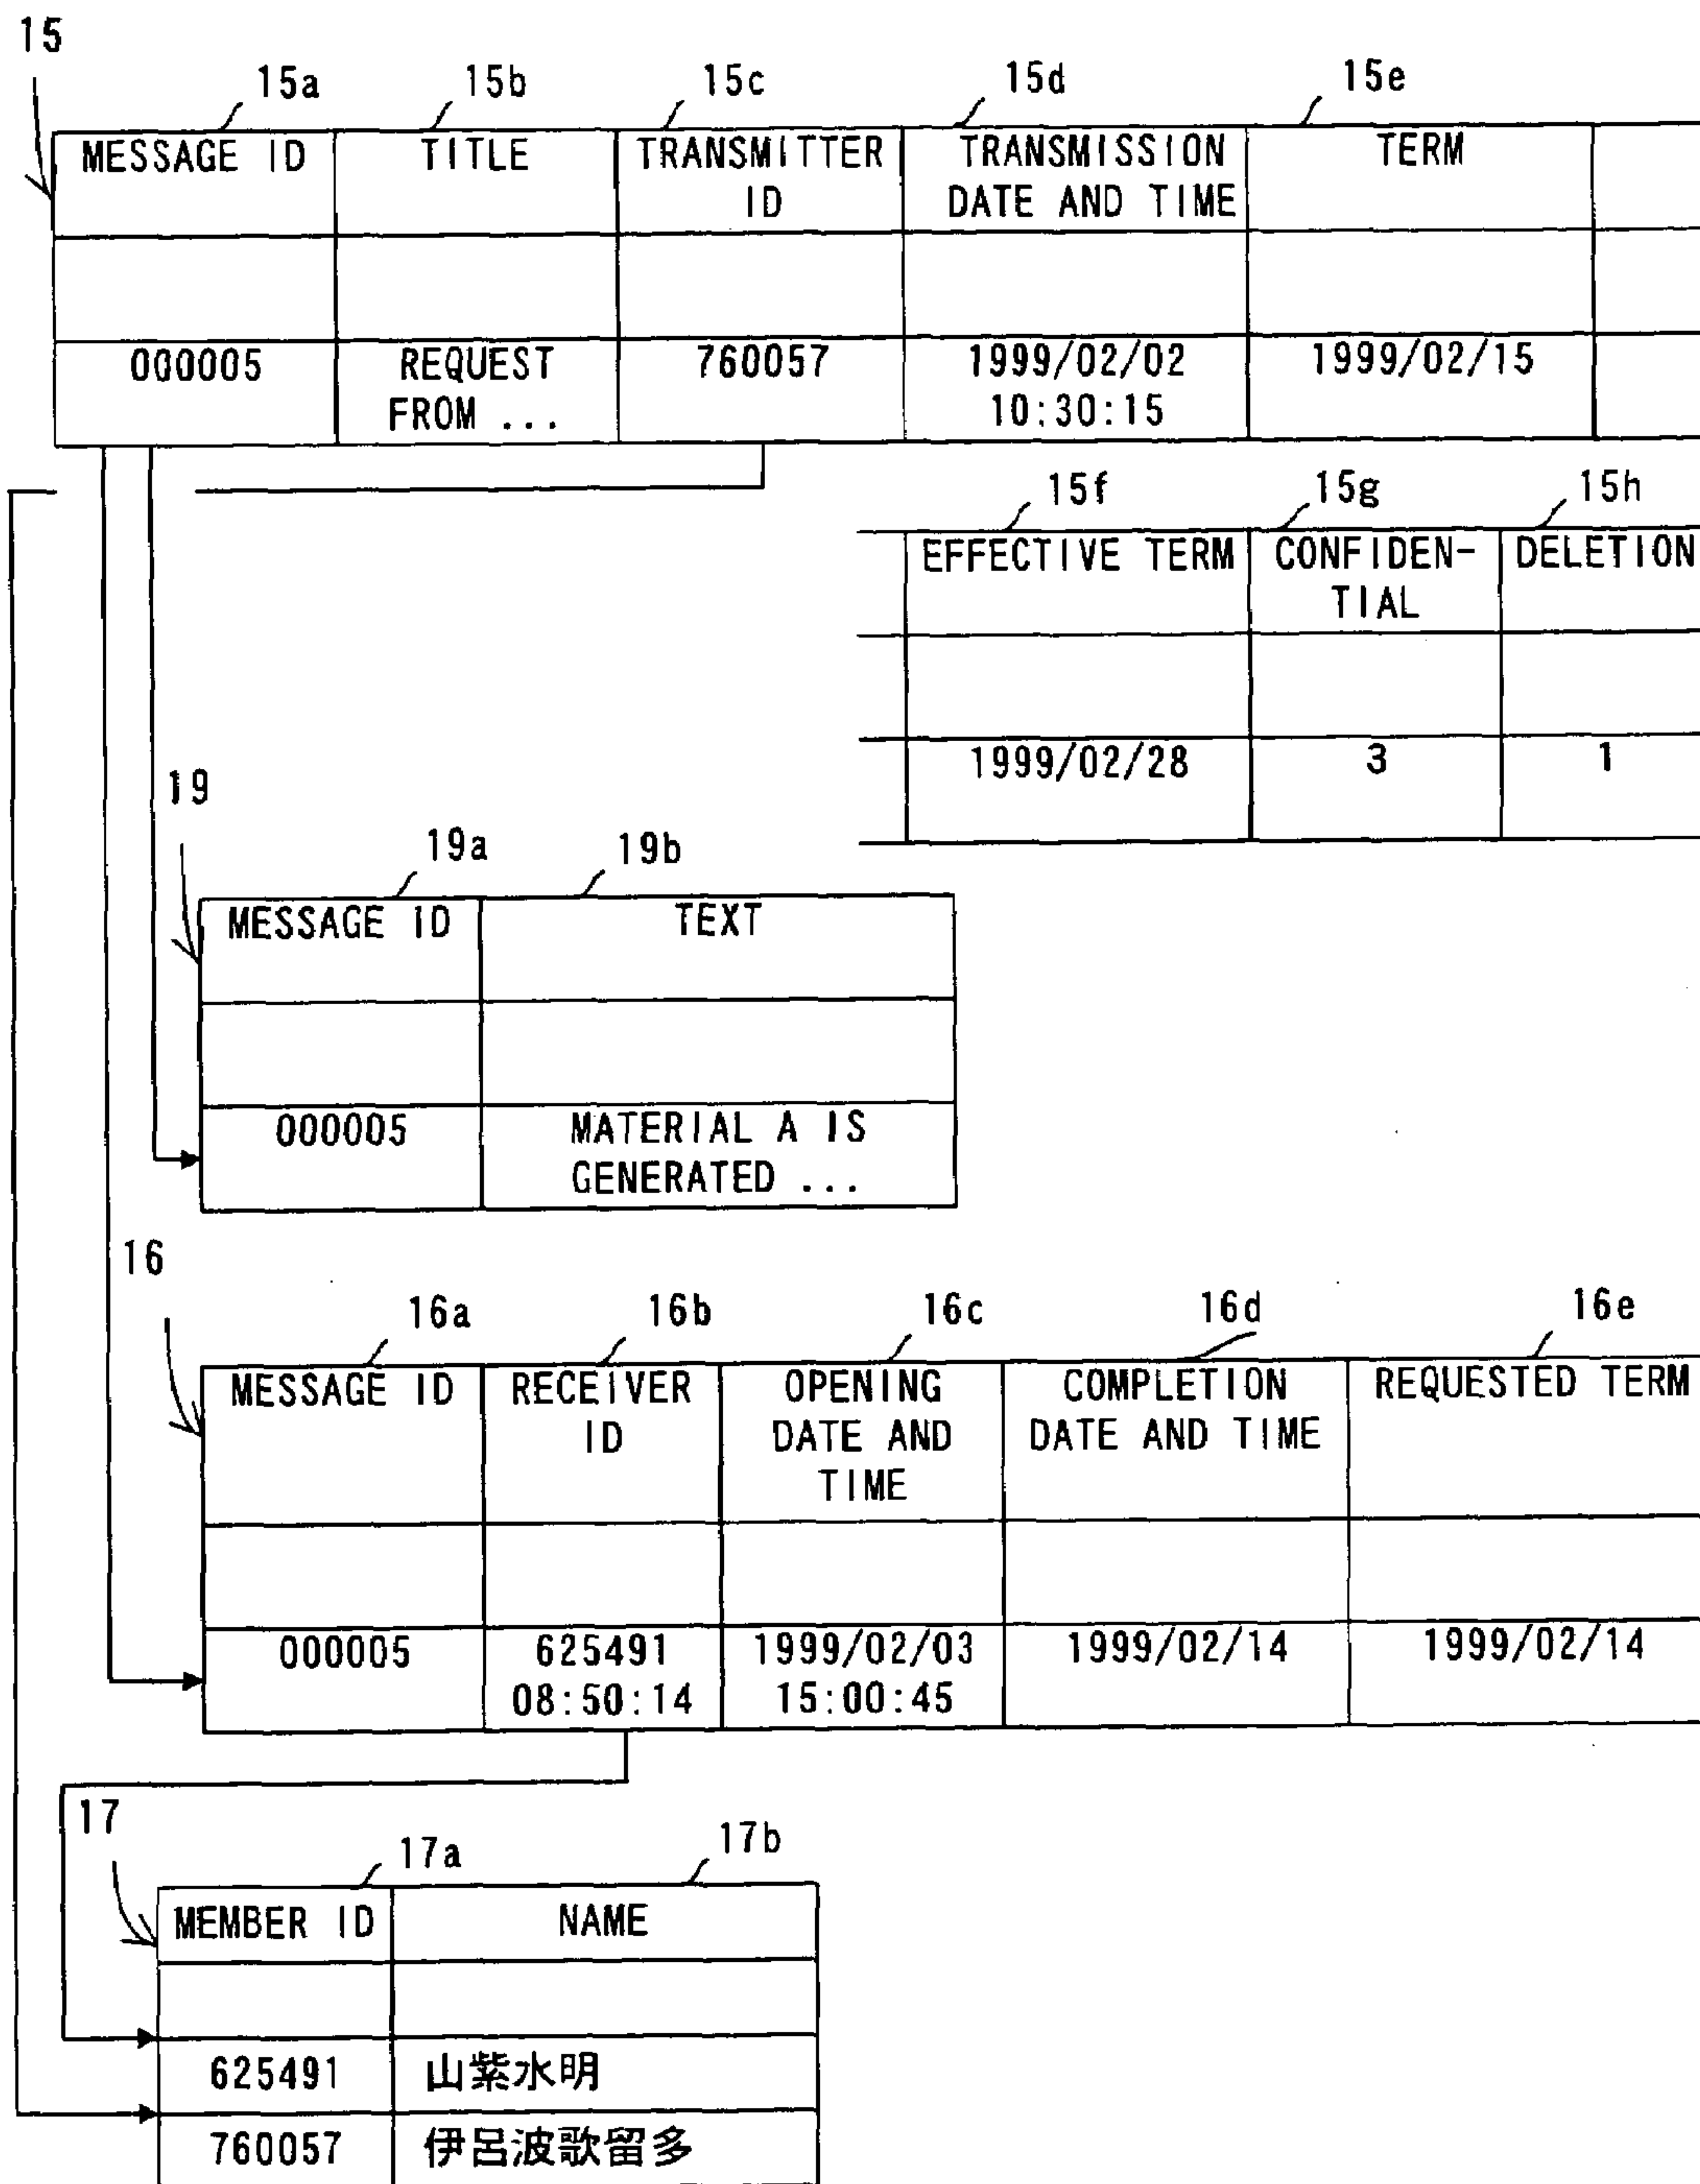 15
15a 15b 15c 15d 15e
MESSAGE ID TITLE TRANSMITTER TRANSMISSION TERM
ID DATE AND TIME
000005 REQUEST 760057 1999/02/02 1999/02/15
FROM ... 10:30:15
15f 15g 15h
EFFECTIVE TERM CONFIDEN- DELETION
TIAL
1999/02/28 3 1
19
19a 19b
MESSAGE ID TEXT
000005 MATERIAL A IS
GENERATED ...
16
16a 16b 16c 16d 16e
MESSAGE ID RECEIVER OPENING COMPLETION REQUESTED TERM
ID DATE AND DATE AND TIME
TIME
000005 625491 1999/02/03 1999/02/14 1999/02/14
08:50:14 15:00:45
17
17a 17b
MEMBER ID NAME
625491 山紫水明
760057 伊呂波歌留多